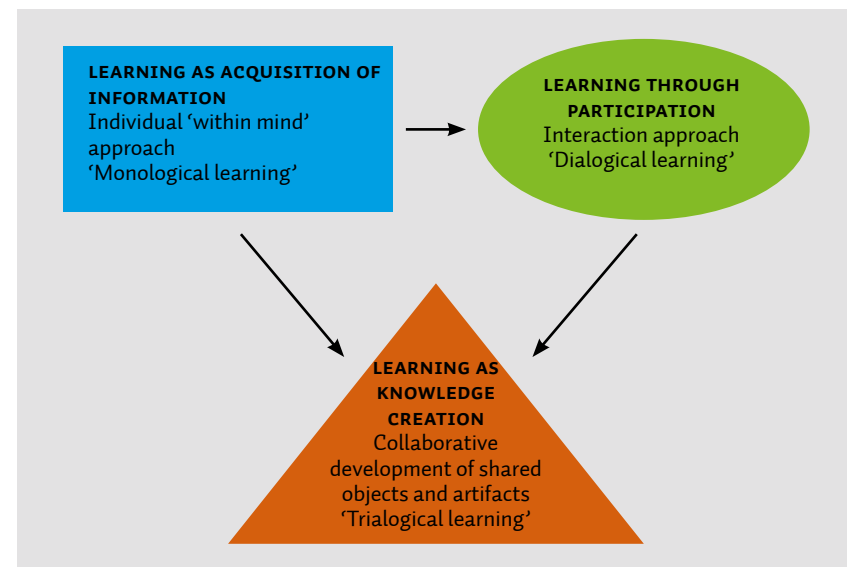 LEARNING AS ACQUISITION OF
INFORMATION
Individual ‘within mind’
approach
‘Monological learning’
LEARNING THROUGH
PARTICIPATION
Interaction approach
‘Dialogical learning’
LEARNING AS
KNOWLEDGE
CREATION
Collaborative
development of shared
objects and artifacts
‘Trialogical learning’